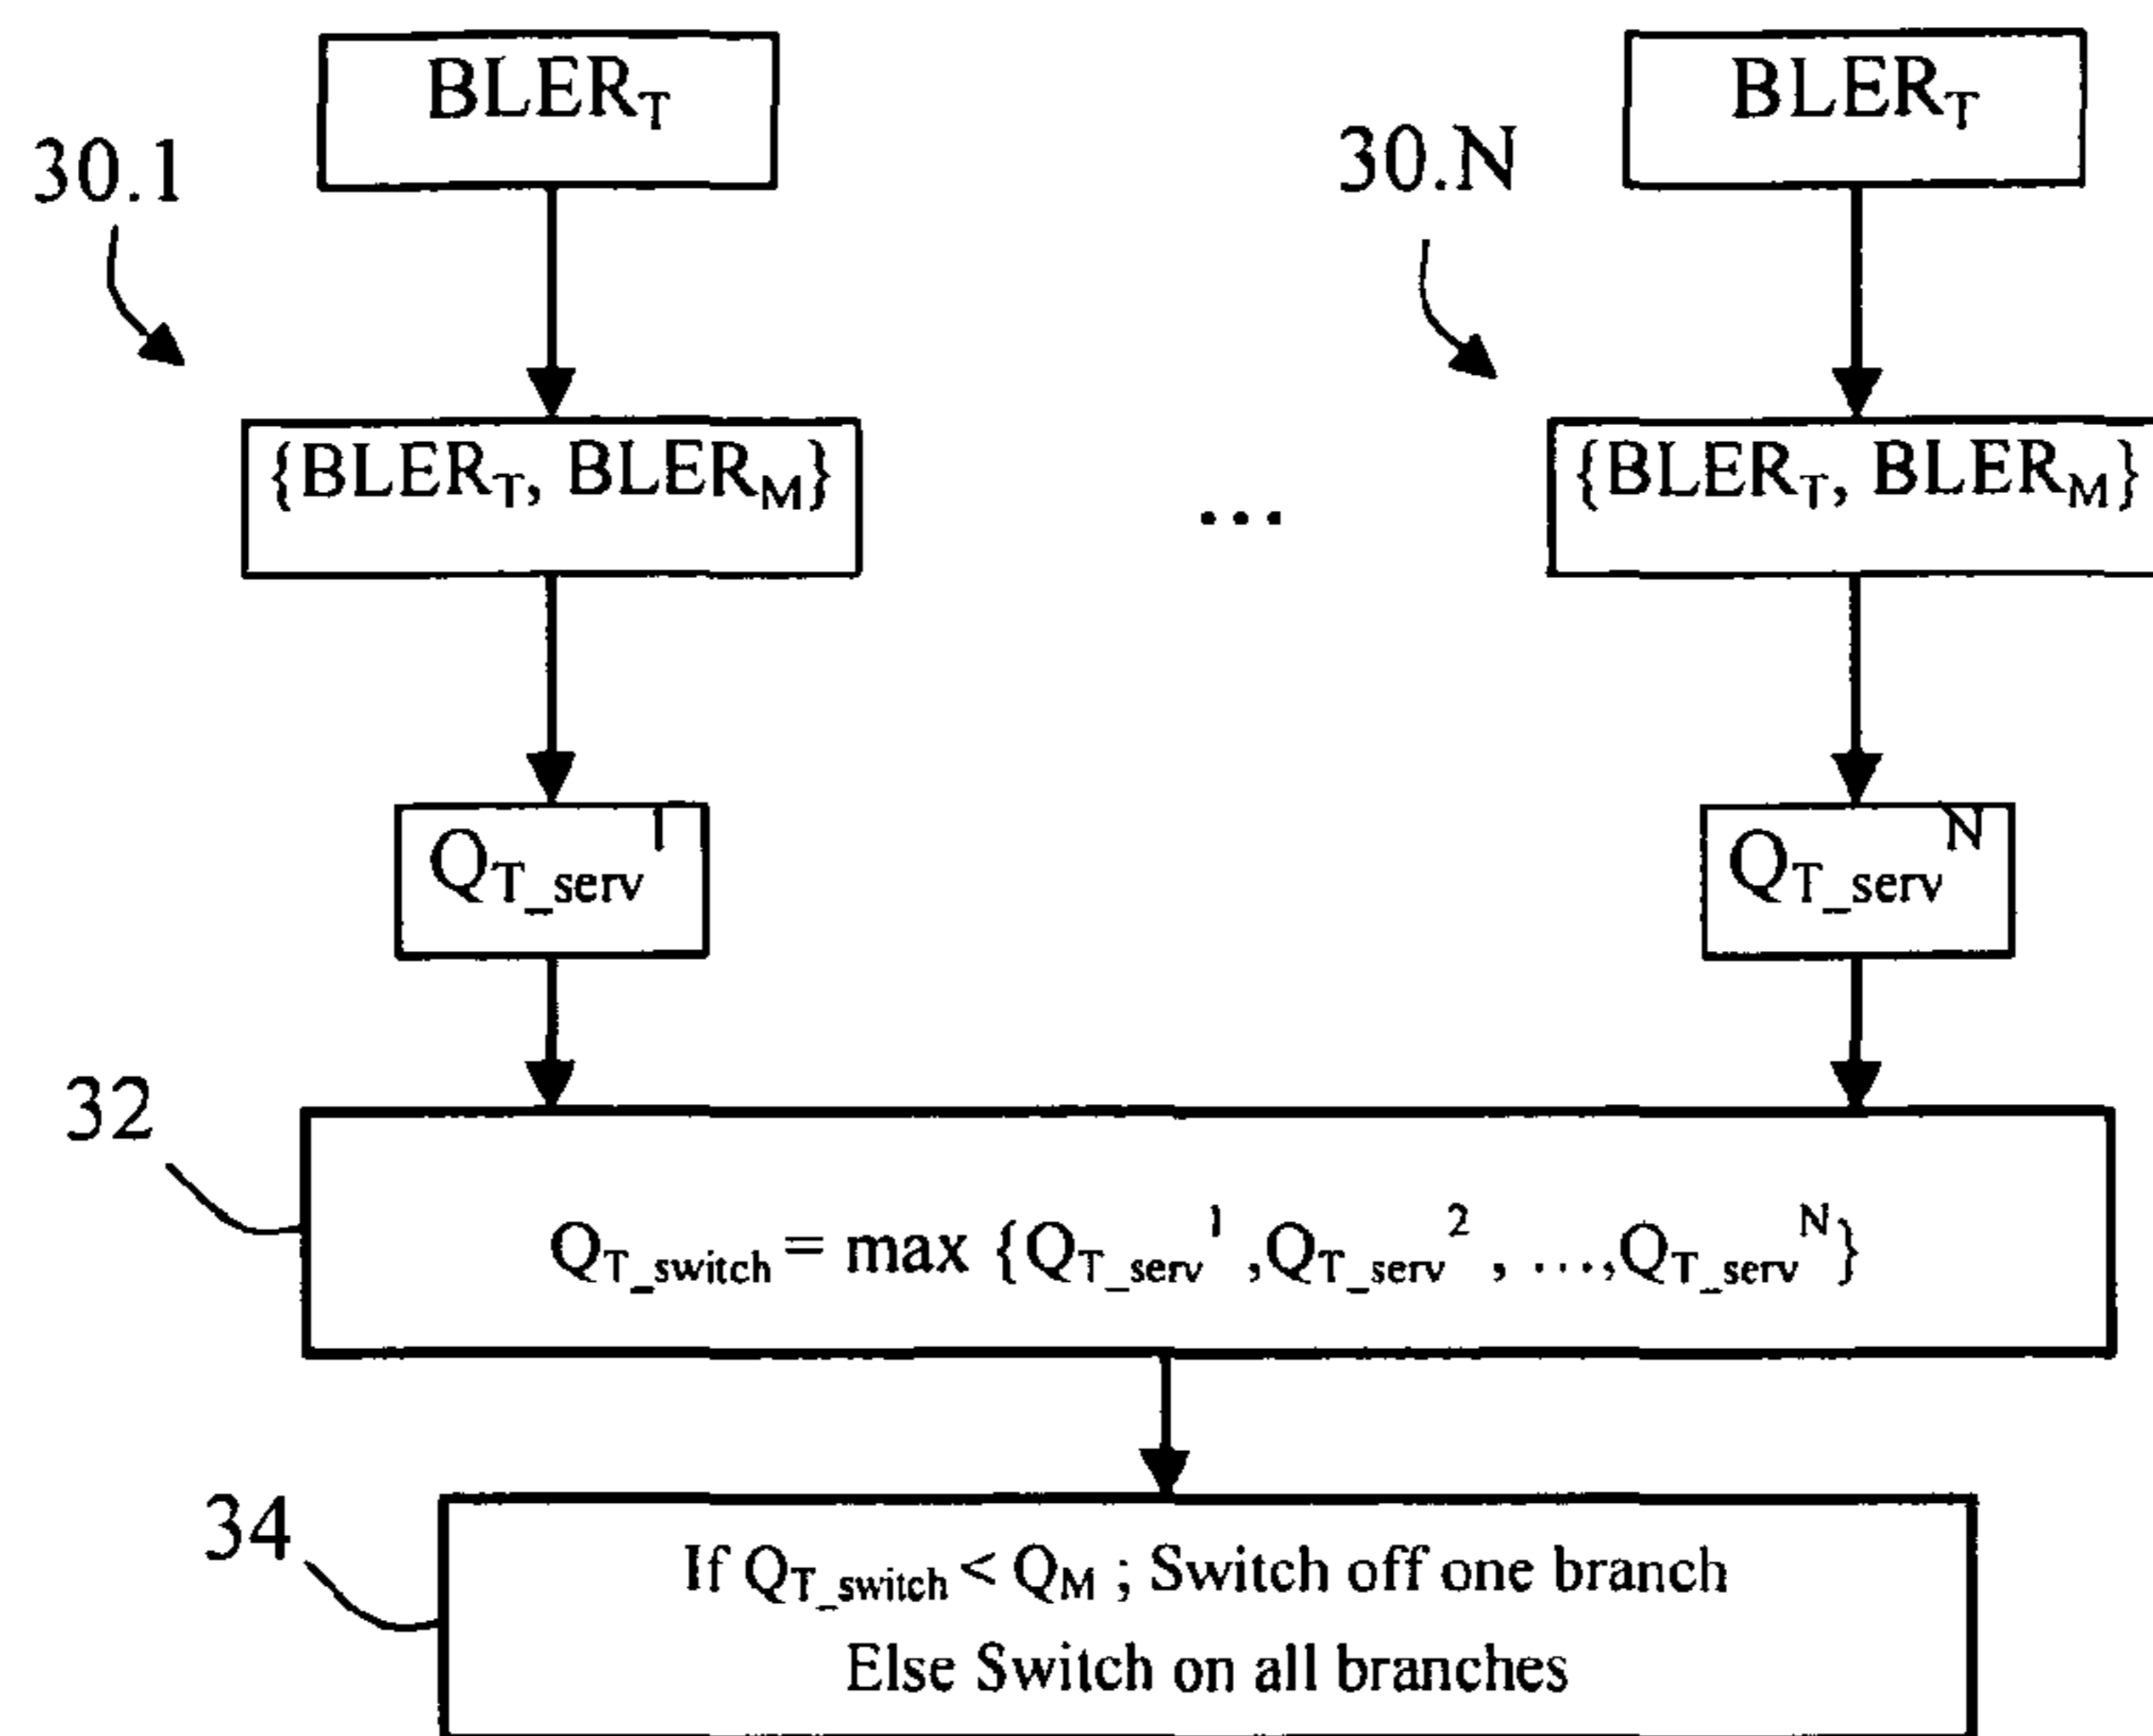 BLER_T
BLER_T
30.1
30.N
{BLER_T, BLER_M}
...
{BLER_T, BLER_M}
Q_T_serv^1
Q_T_serv^N
32
Q_T_switch = max {Q_T_serv^1 ,Q_T_serv^2 , ...,Q_T_serv^N}
34
If Q_T_switch < Q_M ; Switch off one branch
Else Switch on all branches